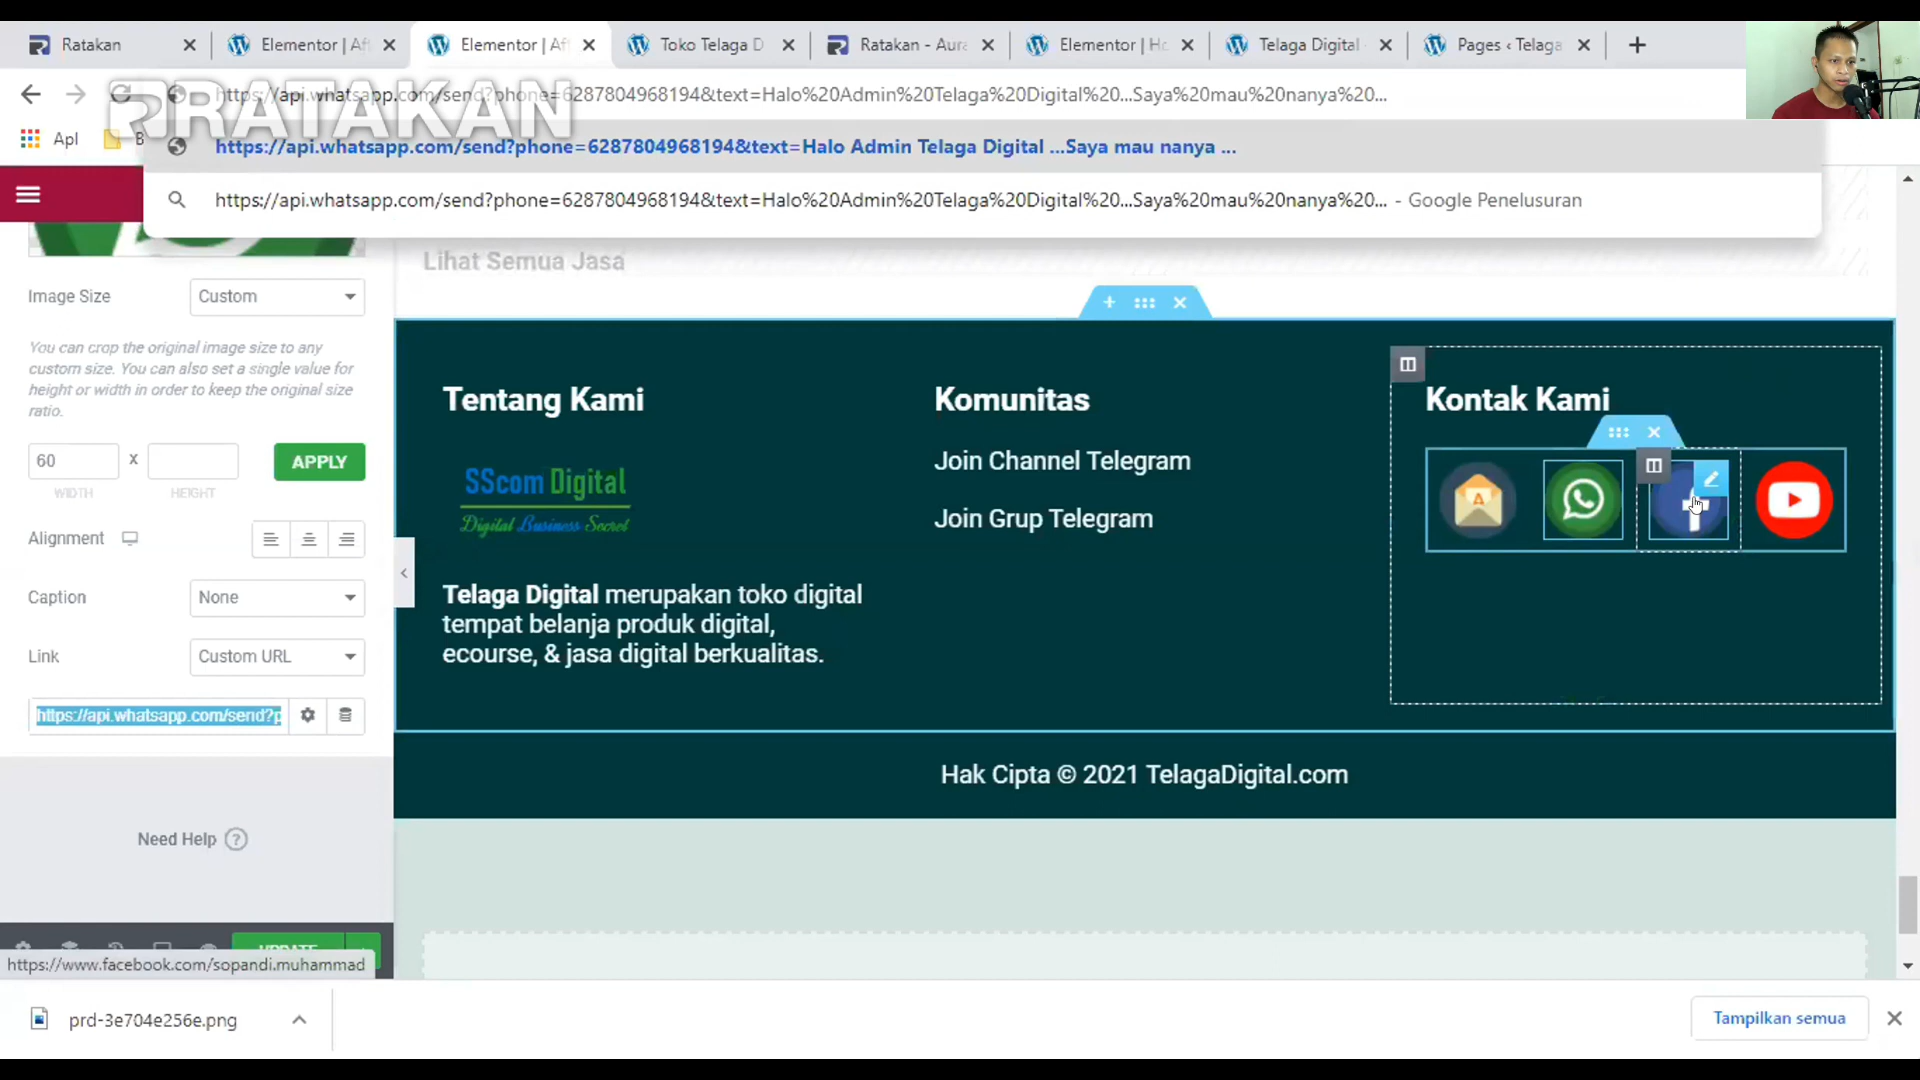 Ratakan
Elementor | Aft
Elementor | Aft
Toko Telaga D
Ratakan - Aura
Elementor | Ho
Telaga Digital
Pages ‹ Telaga
https://api.whatsapp.com/send?phone=6287804968194&text=Halo%20Admin%20Telaga%20Digital%20...Saya%20mau%20nanya%20...
RATAKAN
Apl
B
https://api.whatsapp.com/send?phone=6287804968194&text=Halo Admin Telaga Digital ...Saya mau nanya ...
https://api.whatsapp.com/send?phone=6287804968194&text=Halo%20Admin%20Telaga%20Digital%20...Saya%20mau%20nanya%20... - Google Penelusuran
Lihat Semua Jasa
Image Size
Custom
You can crop the original image size to any
custom size. You can also set a single value for
height or width in order to keep the original size
ratio.
60
x
APPLY
WIDTH
HEIGHT
Alignment
Caption
None
Link
Custom URL
https://api.whatsapp.com/send?p
Need Help
UPDATE
https://www.facebook.com/sopandi.muhammad
Tentang Kami
SScom Digital
Digital Business Secret
Telaga Digital merupakan toko digital
tempat belanja produk digital,
ecourse, & jasa digital berkualitas.
Komunitas
Join Channel Telegram
Join Grup Telegram
Kontak Kami
A
Hak Cipta © 2021 TelagaDigital.com
prd-3e704e256e.png
Tampilkan semua